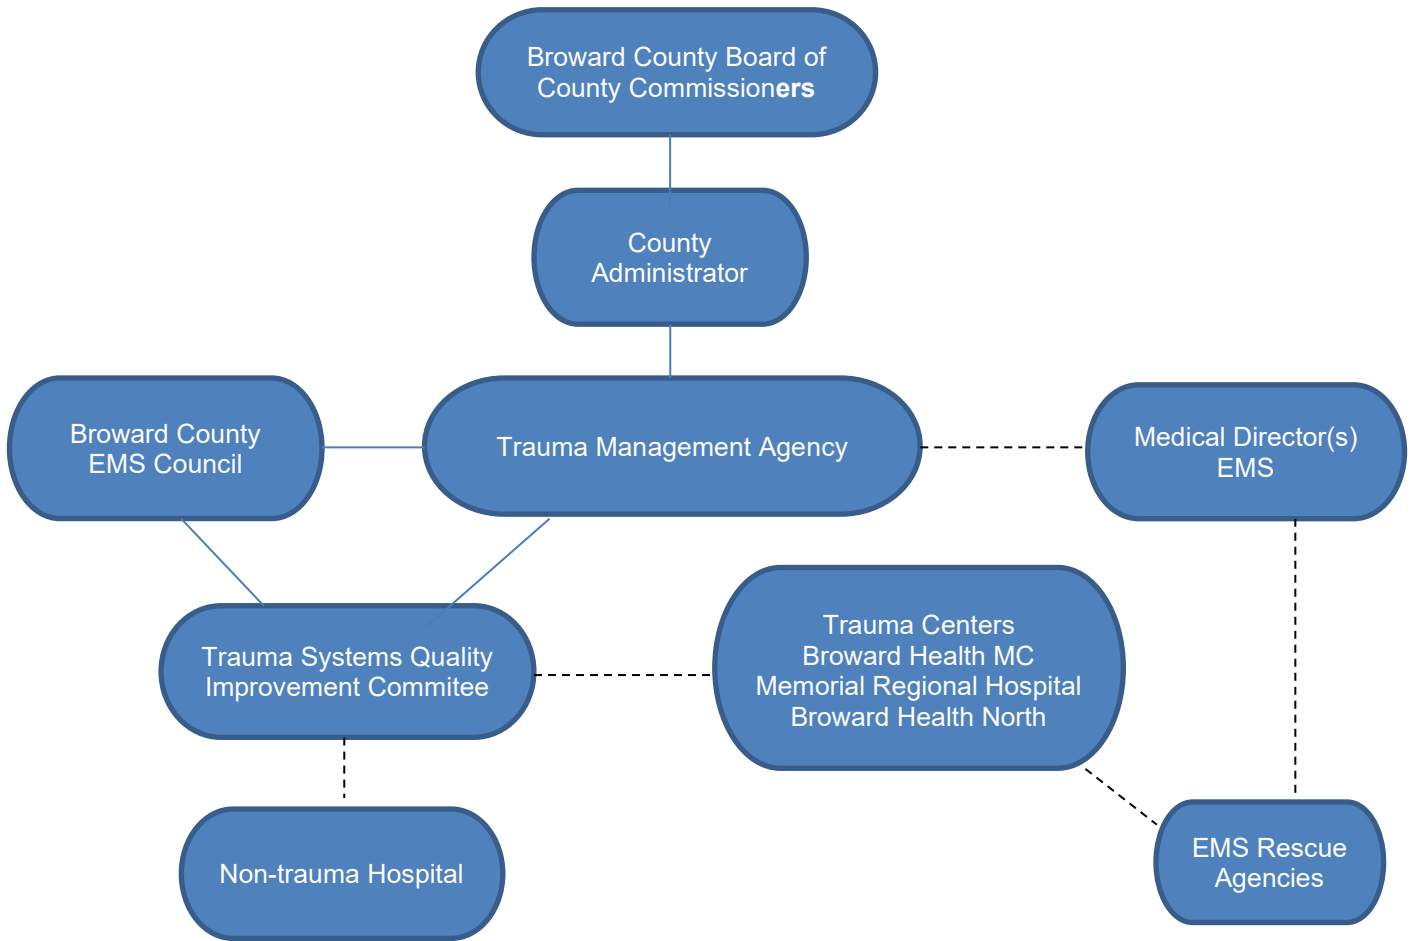 Broward County Board of
County Commissioners
County
Administrator
Broward County
EMS Council
Trauma Management Agency
Medical Director(s)
EMS
Trauma Systems Quality
Improvement Commitee
Trauma Centers
Broward Health MC
Memorial Regional Hospital
Broward Health North
Non-trauma Hospital
EMS Rescue
Agencies